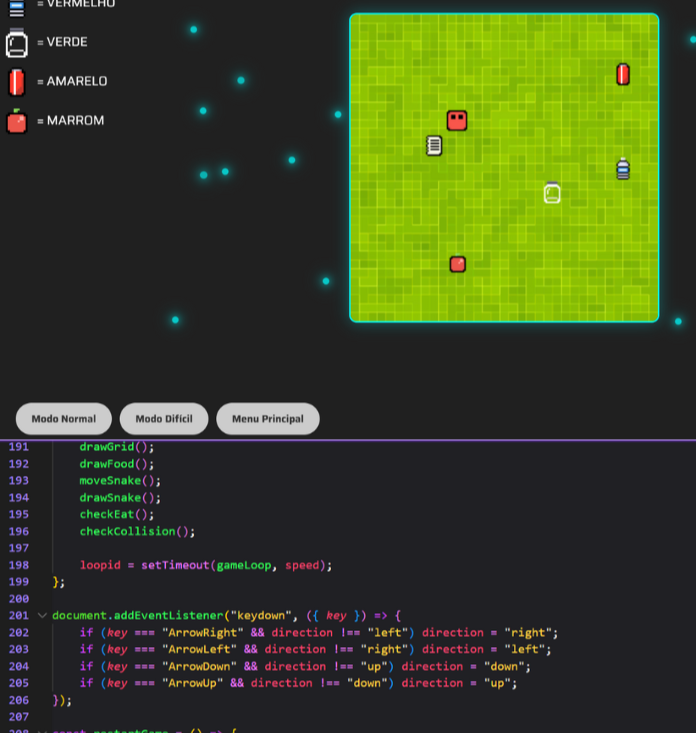 = VERMELHO
= VERDE
= AMARELO
= MARROM
Modo Normal
Modo Difícil
Menu Principal
191 drawGrid();
192 drawFood();
193 moveSnake();
194 drawSnake();
195 checkEat();
196 checkCollision();
197
198 loopid = setTimeout(gameLoop, speed);
199 };
200
201 document.addEventListener("keydown", ({ key }) => {
202 if (key === "ArrowRight" && direction !== "left") direction = "right";
203 if (key === "ArrowLeft" && direction !== "right") direction = "left";
204 if (key === "ArrowDown" && direction !== "up") direction = "down";
205 if (key === "ArrowUp" && direction !== "down") direction = "up";
206 });
207